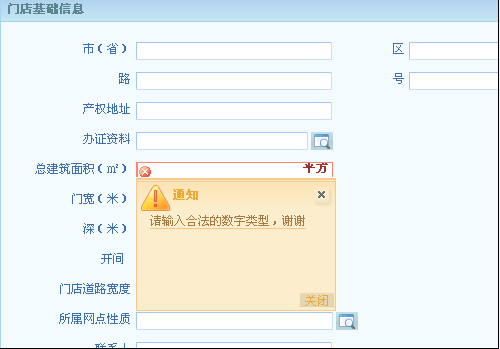 门店基础信息
市（省）
区
路
号
产权地址
办证资料
总建筑面积（㎡）
平方
门宽（米）
通知
请输入合法的数字类型，谢谢
深（米）
开间
门店道路宽度
关闭
所属网点性质
联系人